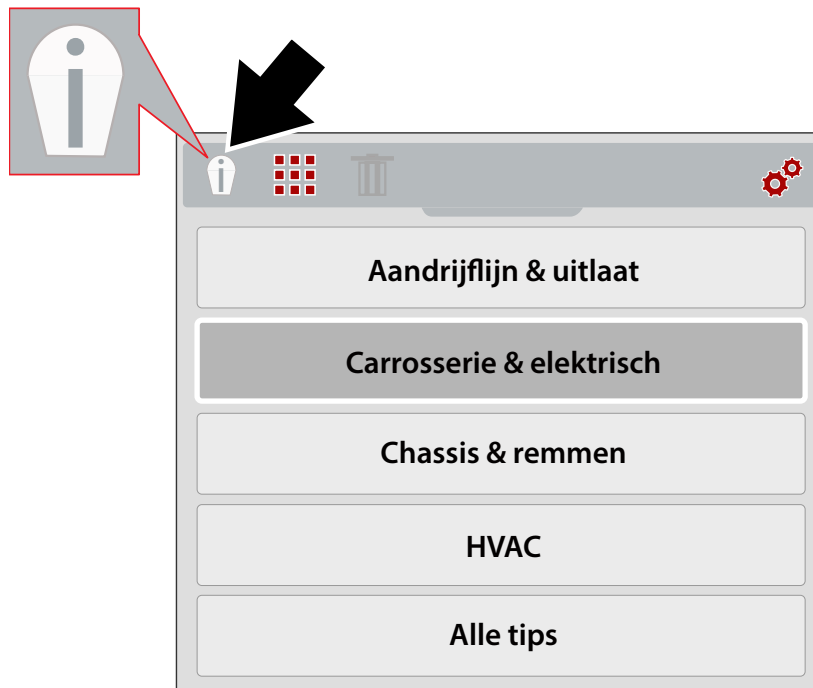 Aandrijflijn & uitlaat
Carrosserie & elektrisch
Chassis & remmen
HVAC
Alle tips